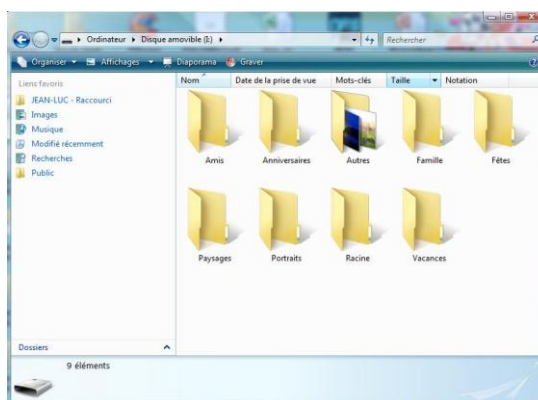 Ordinateur ▸ Disque amovible (I:) ▸ Rechercher
Organiser Affichages Diaporama Graver
Liens favoris
JEAN-LUC - Raccourci
Images
Musique
Modifié récemment
Recherches
Public
Dossiers
Nom Date de la prise de vue Mots-clés Taille Notation
Amis Anniversaires Autres Famille Fêtes
Paysages Portraits Racine Vacances
9 éléments